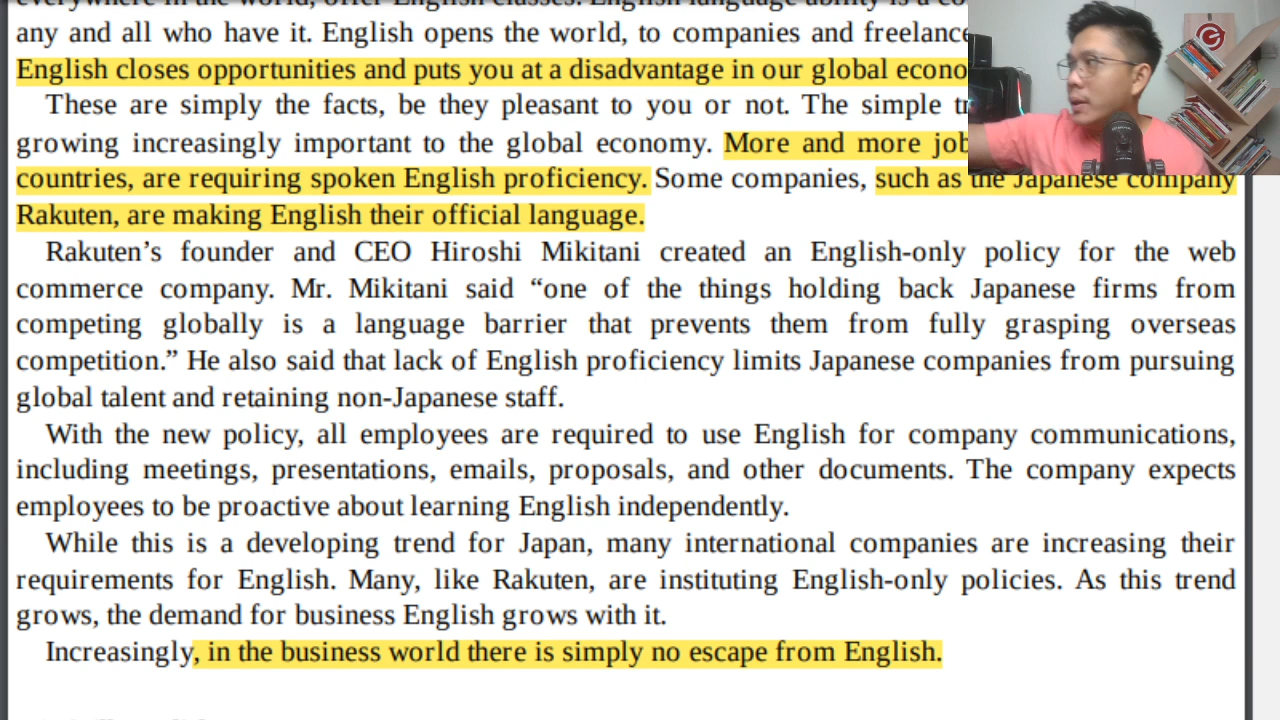 any and all who have it. English opens the world, to companies and
English closes opportunities and puts you at a disadvantage in our global
These are simply the facts, be they pleasant to you or not. The simple
growing increasingly important to the global economy. More and more
countries, are requiring spoken English proficiency. Some companies, such as the Japanese company
Rakuten, are making English their official language.
Rakuten’s founder and CEO Hiroshi Mikitani created an English-only policy for the web
commerce company. Mr. Mikitani said “one of the things holding back Japanese firms from
competing globally is a language barrier that prevents them from fully grasping overseas
competition.” He also said that lack of English proficiency limits Japanese companies from pursuing
global talent and retaining non-Japanese staff.
With the new policy, all employees are required to use English for company communications,
including meetings, presentations, emails, proposals, and other documents. The company expects
employees to be proactive about learning English independently.
While this is a developing trend for Japan, many international companies are increasing their
requirements for English. Many, like Rakuten, are instituting English-only policies. As this trend
grows, the demand for business English grows with it.
Increasingly, in the business world there is simply no escape from English.